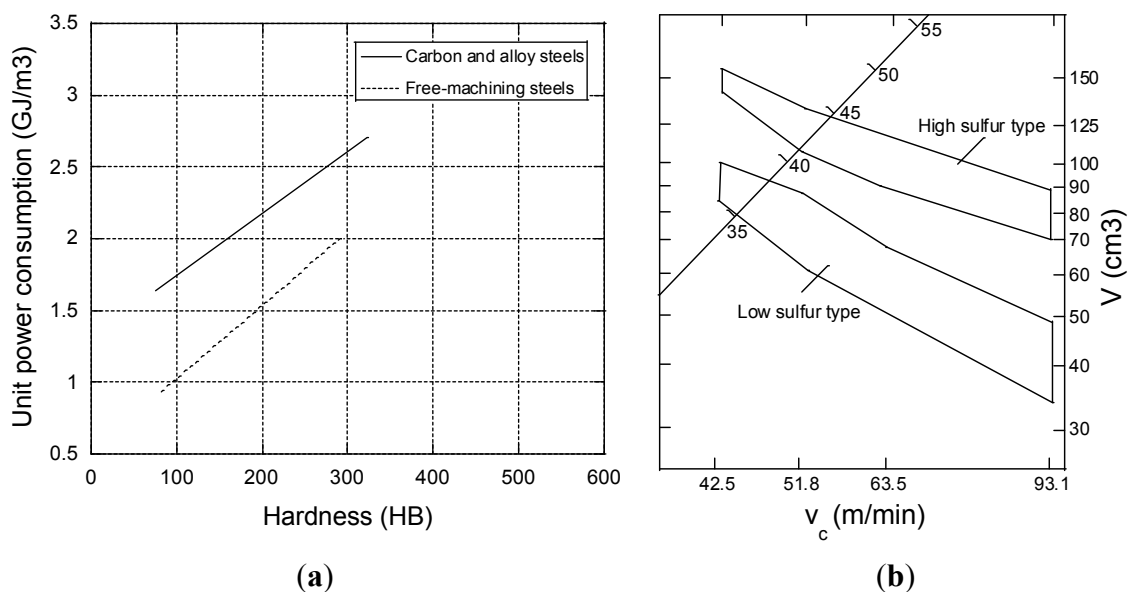 3.5
3
2.5
2
1.5
1
0.5
Unit power consumption (GJ/m3)
Carbon and alloy steels
Free-machining steels
0 100 200 300 400 500 600
Hardness (HB)
(a)
55
50
45
40
35
High sulfur type
Low sulfur type
150
125
100
90
80
70
60
50
40
30
V (cm3)
42.5 51.8 63.5 93.1
v_c (m/min)
(b)